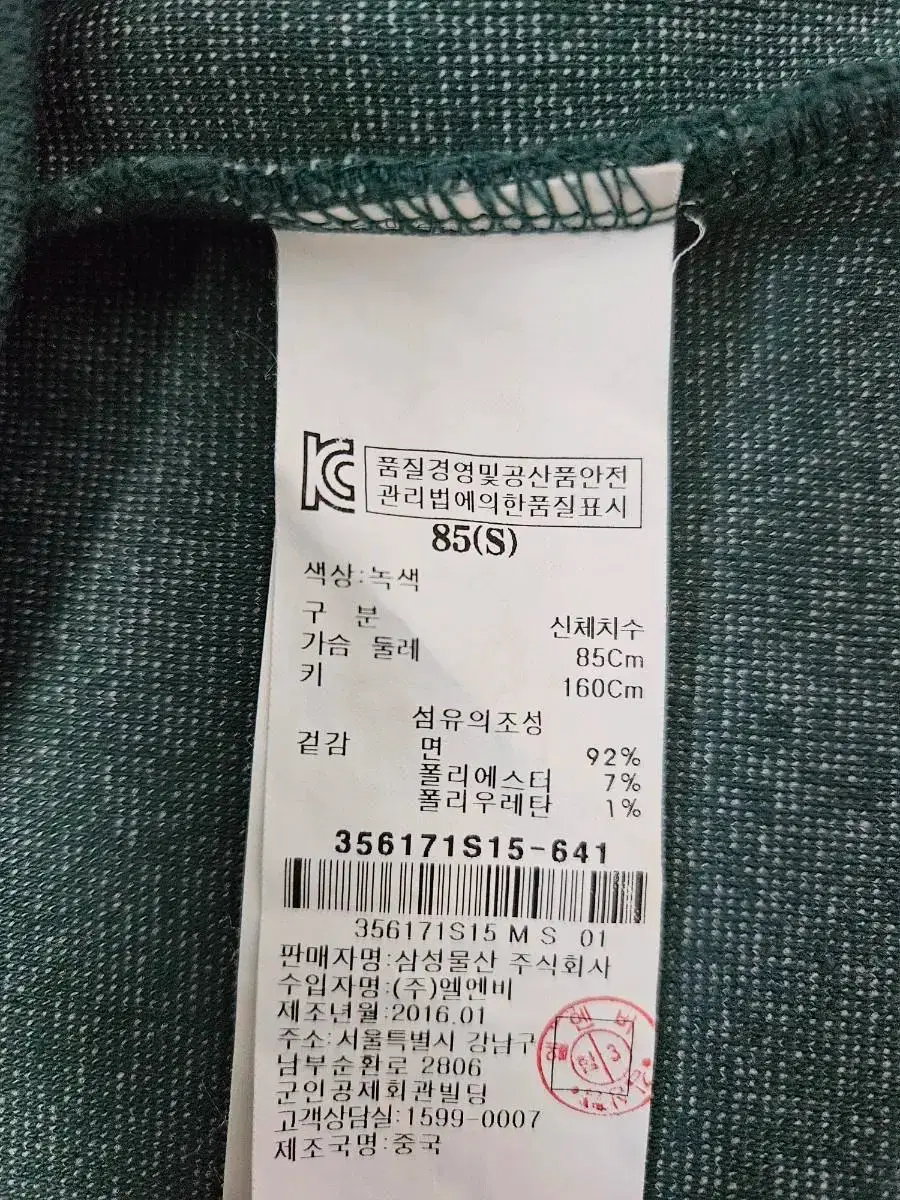 KC
품질경영및공산품안전
관리법에의한품질표시
85(S)
색상:녹색
구 분 신체치수
가슴 둘레 85Cm
키 160Cm
섬유의조성
겉감 면 92%
폴리에스터 7%
폴리우레탄 1%
356171S15-641
356171S15 M S 01
판매자명:삼성물산 주식회사
수입자명:(주)엘엔비
제조년월:2016.01
주소:서울특별시 강남구
남부순환로 2806
군인공제회관빌딩
고객상담실:1599-0007
제조국명:중국
엘엔비
3